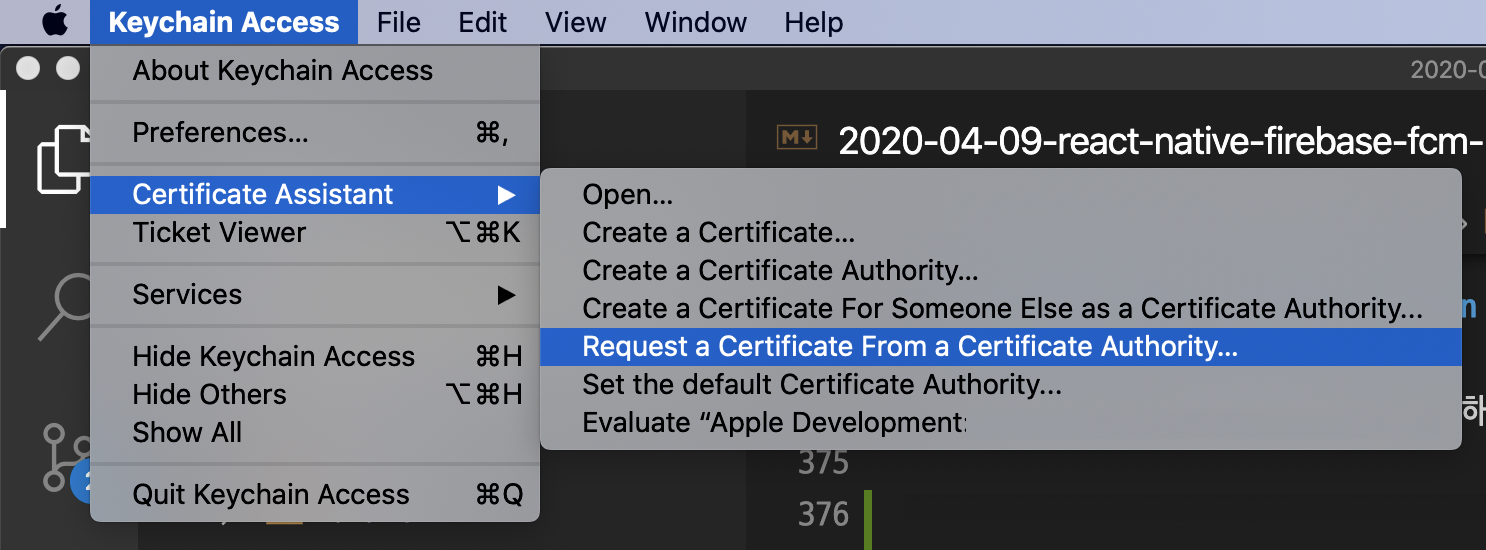 Keychain Access File Edit View Window Help
About Keychain Access
Preferences... ⌘,
Certificate Assistant ▶
Ticket Viewer ⌥⌘K
Services ▶
Hide Keychain Access ⌘H
Hide Others ⌥⌘H
Show All
Quit Keychain Access ⌘Q
Open...
Create a Certificate...
Create a Certificate Authority...
Create a Certificate For Someone Else as a Certificate Authority...
Request a Certificate From a Certificate Authority...
Set the default Certificate Authority...
Evaluate “Apple Development:
2020-0
M↓ 2020-04-09-react-native-firebase-fcm-
n
하
375
376